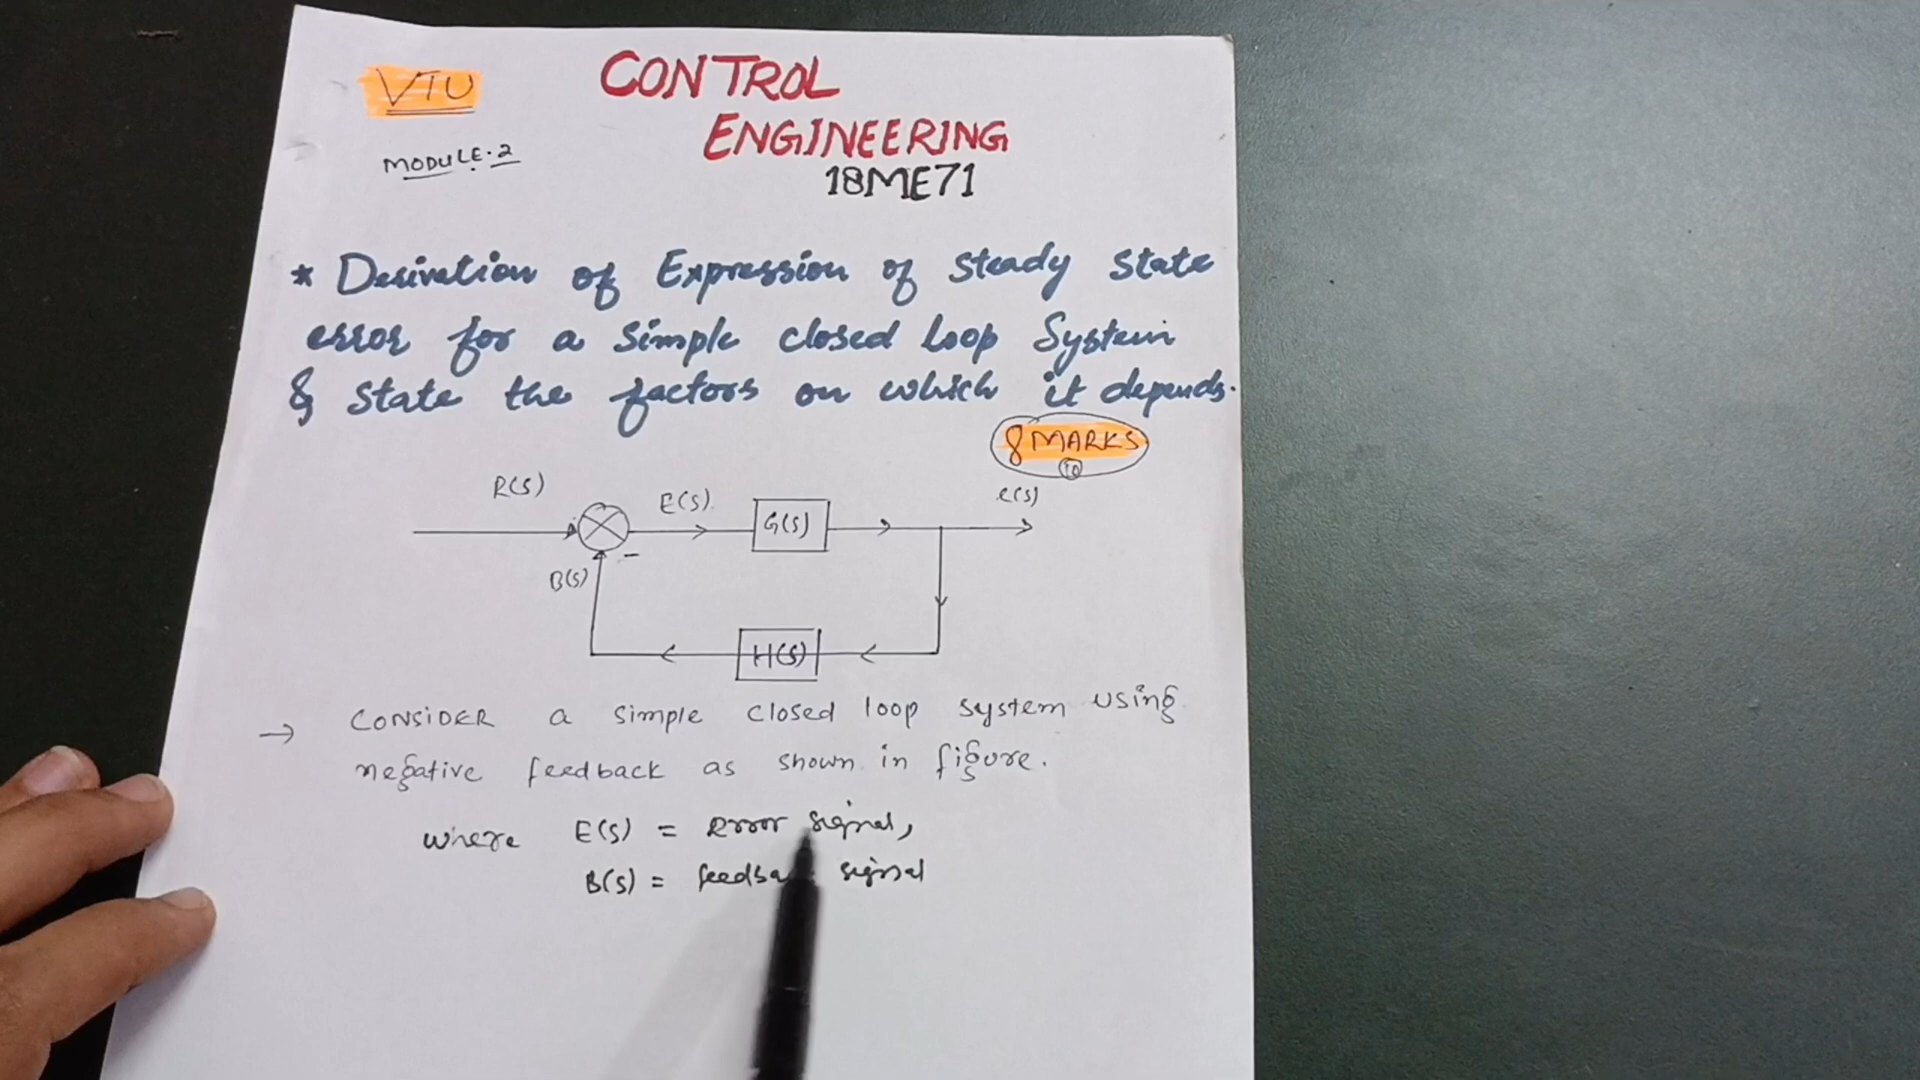 VTU
CONTROL
ENGINEERING
MODULE.2
18ME71
* Derivation of Expression of Steady State
error for a simple closed loop System
& State the factors on which it depends.
8 MARKS
10
R(S)
E(S)
G(S)
C(S)
B(S)
-
H(S)
→ CONSIDER a simple closed loop system using
negative feedback as shown in figure.
where E(S) = error signal,
B(S) = feedback signal